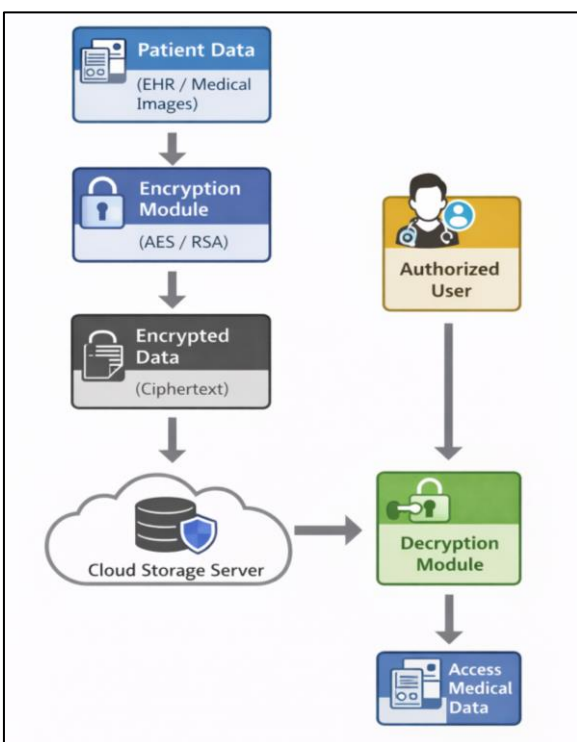 Patient Data
(EHR / Medical
Images)
Encryption
Module
(AES / RSA)
Encrypted
Data
(Ciphertext)
Cloud Storage Server
Authorized
User
Decryption
Module
Access
Medical
Data